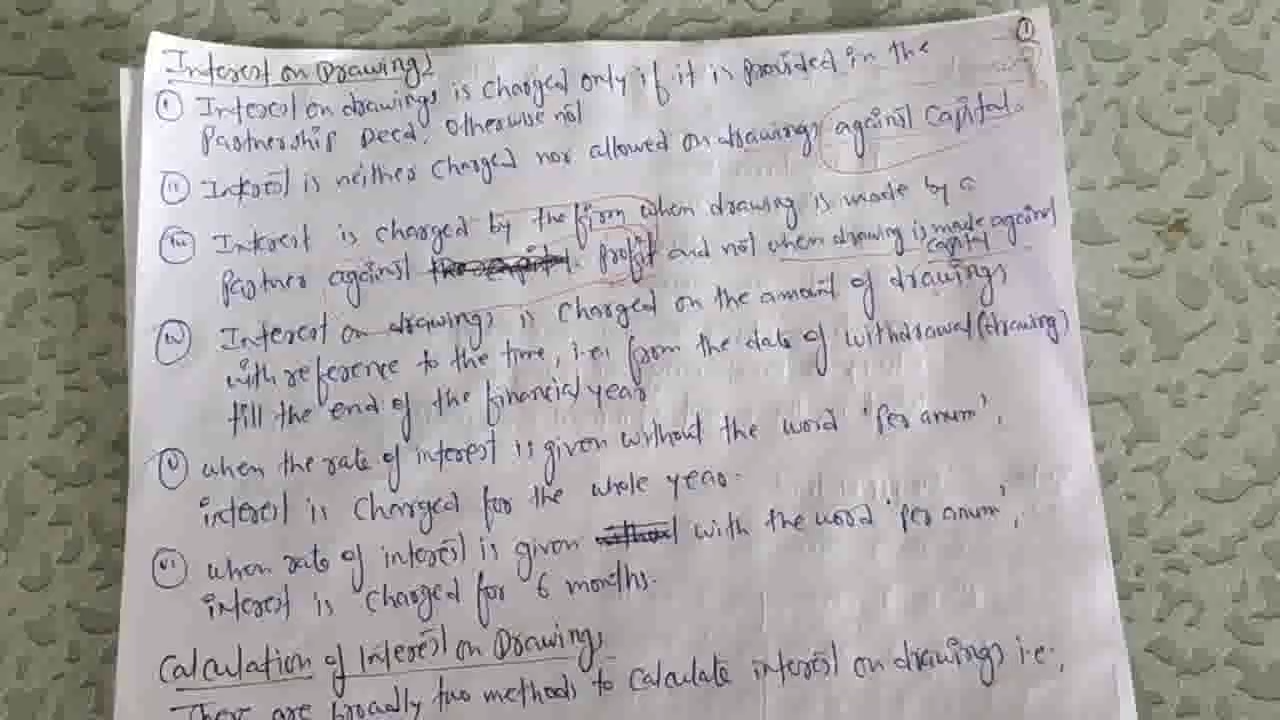 ①
Interest on Drawings
① Interest on drawings is charged only if it is provided in the
Partnership Deed, otherwise not
ⅱ Interest is neither charged nor allowed on drawings against capital.
ⅲ Interest is charged by the firm when drawing is made by a
Partner against profit and not when drawing is made against
capital
ⅳ Interest on drawings is charged on the amount of drawings
with reference to the time, i.e. from the date of withdrawal (drawing)
till the end of the financial year
ⅴ when the rate of interest is given without the word 'per anum',
interest is charged for the whole year.
ⅵ when rate of interest is given with the word 'per anum',
interest is charged for 6 months.
Calculation of Interest on Drawings
There are broadly two methods to calculate interest on drawings i.e.,